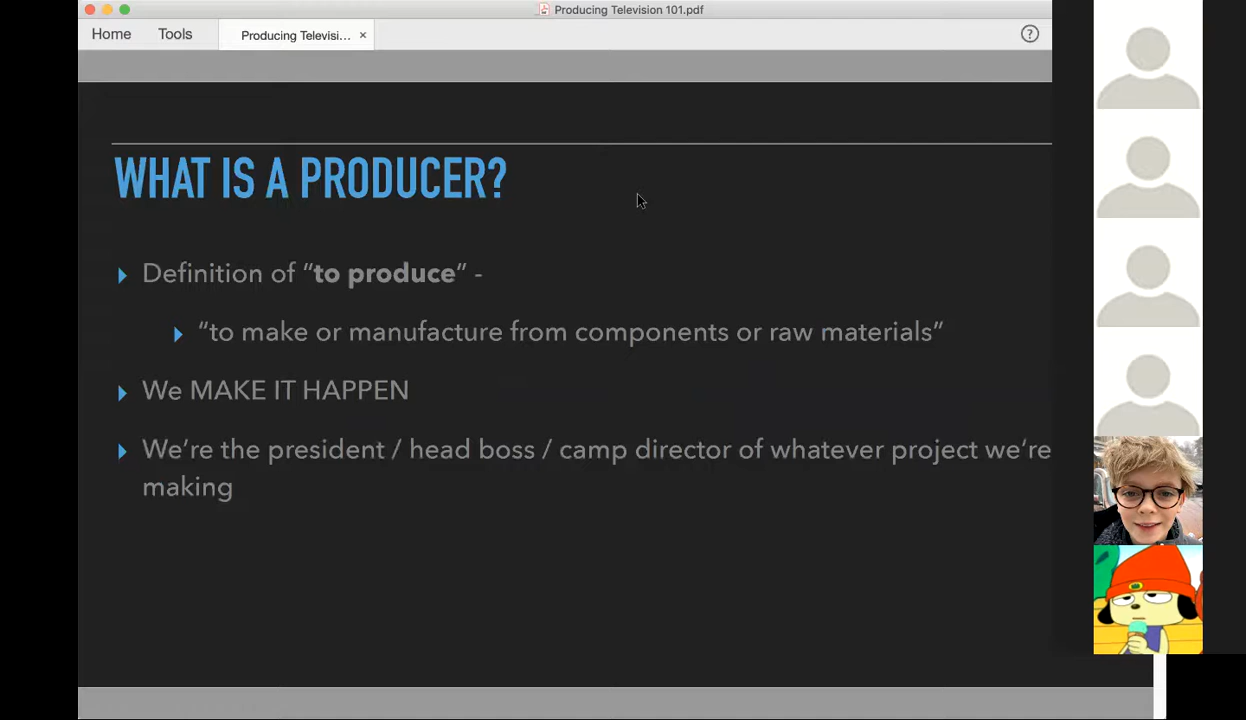 Producing Television 101.pdf
Home Tools Producing Televisi... ×
?
WHAT IS A PRODUCER?
Definition of “to produce” -
“to make or manufacture from components or raw materials”
We MAKE IT HAPPEN
We’re the president / head boss / camp director of whatever project we’re
making